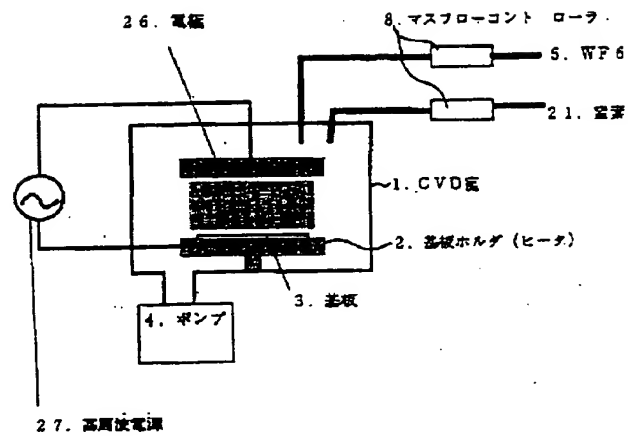 26. 電極
8. マスフローコント ローラ
5. WF6
21. 窒素
1. CVD室
2. 基板ホルダ (ヒータ)
3. 基板
4. ポンプ
27. 高周波電源